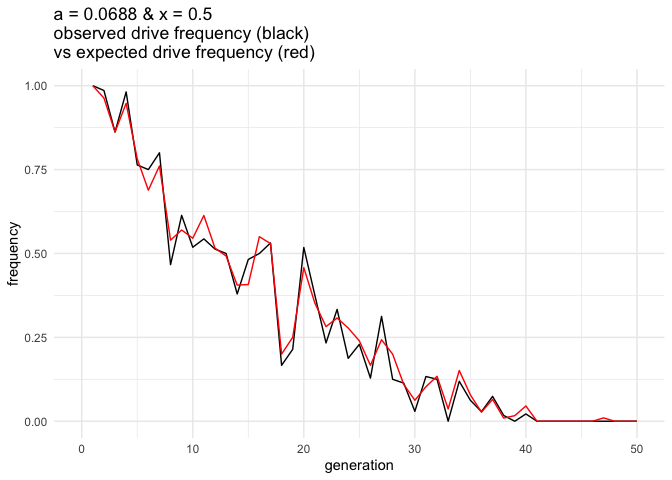 a = 0.0688 & x = 0.5
observed drive frequency (black)
vs expected drive frequency (red)
1.00
0.75
0.50
0.25
0.00
frequency
0 10 20 30 40 50
generation